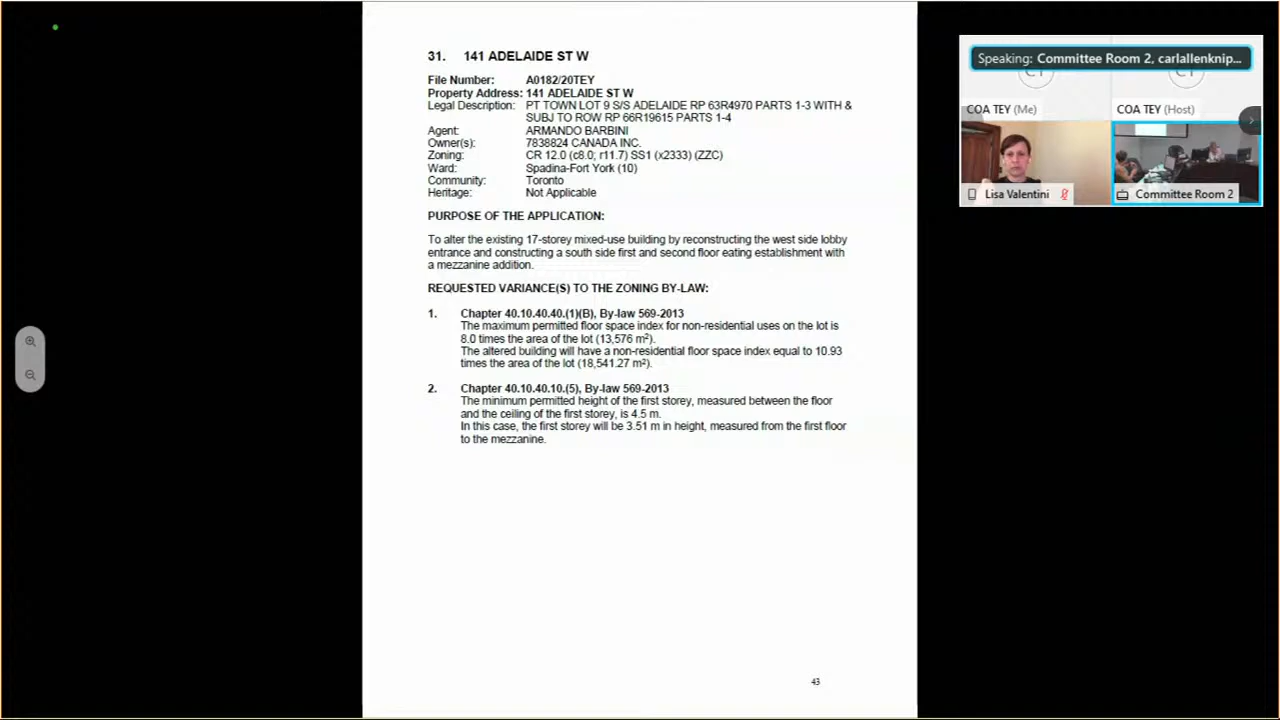 31. 141 ADELAIDE ST W
File Number: A0182/20TEY
Property Address: 141 ADELAIDE ST W
Legal Description: PT TOWN LOT 9 S/S ADELAIDE RP 63R4970 PARTS 1-3 WITH &
SUBJ TO ROW RP 66R19615 PARTS 1-4
Agent: ARMANDO BARBINI
Owner(s): 7838824 CANADA INC.
Zoning: CR 12.0 (c8.0; r11.7) SS1 (x2333) (ZZC)
Ward: Spadina-Fort York (10)
Community: Toronto
Heritage: Not Applicable
PURPOSE OF THE APPLICATION:
To alter the existing 17-storey mixed-use building by reconstructing the west side lobby
entrance and constructing a south side first and second floor eating establishment with
a mezzanine addition.
REQUESTED VARIANCE(S) TO THE ZONING BY-LAW:
1. Chapter 40.10.40.40.(1)(B), By-law 569-2013
The maximum permitted floor space index for non-residential uses on the lot is
8.0 times the area of the lot (13,576 m²).
The altered building will have a non-residential floor space index equal to 10.93
times the area of the lot (18,541.27 m²).
2. Chapter 40.10.40.10.(5), By-law 569-2013
The minimum permitted height of the first storey, measured between the floor
and the ceiling of the first storey, is 4.5 m.
In this case, the first storey will be 3.51 m in height, measured from the first floor
to the mezzanine.
43
Speaking: Committee Room 2, carlallenknip...
COA TEY (Me)
COA TEY (Host)
Lisa Valentini
Committee Room 2